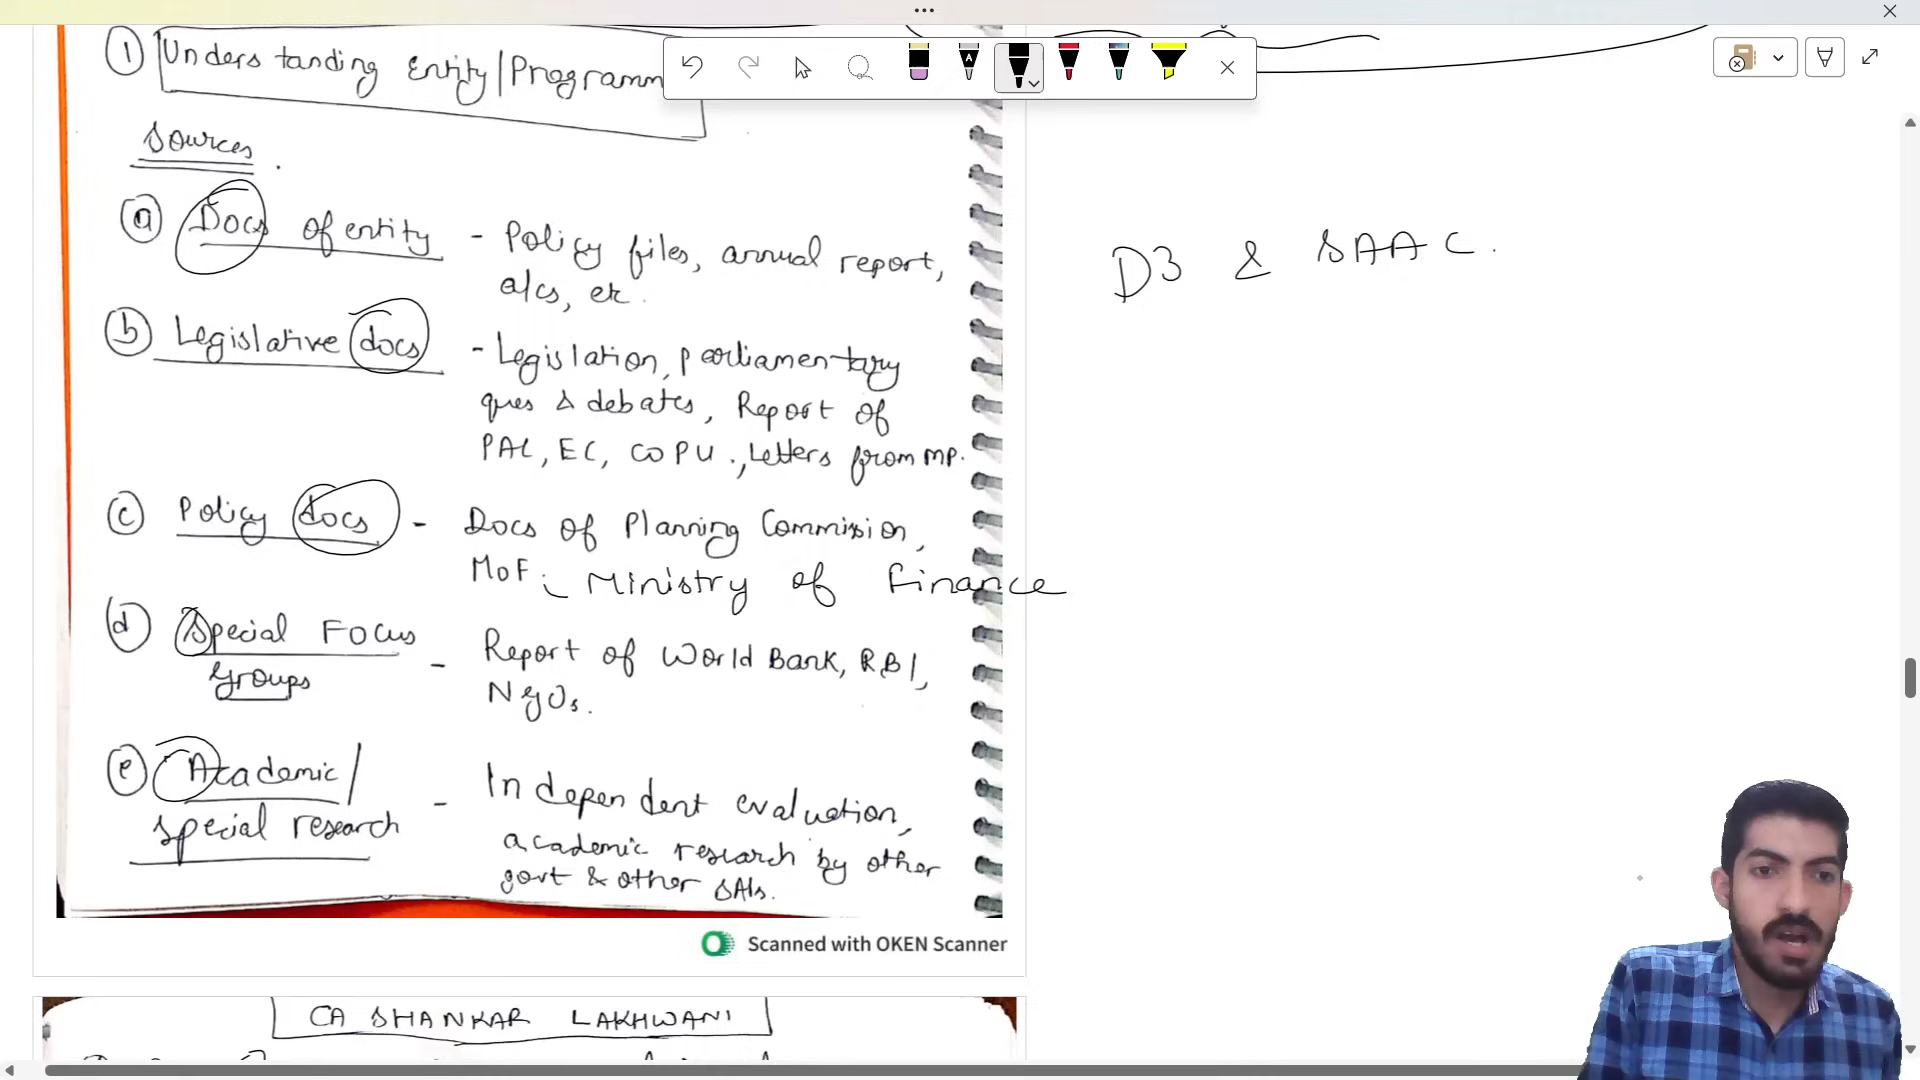 ① Understanding Entity/Programm
Sources
ⓐ Docs of entity - Policy files, annual report,
a/cs, etc.
ⓑ Legislative docs - Legislation, parliamentary
ques & debates, Report of
PAC, EC, COPU., Letters from MP.
ⓒ Policy docs - Docs of Planning Commission,
MoF: Ministry of Finance
ⓓ Special Focus
Groups - Report of World Bank, RBI,
NGOs.
ⓔ Academic/
special research - Independent evaluation,
academic research by other
govt & other SAIs.
D3 & SAAC.
Scanned with OKEN Scanner
CA SHANKAR LAKHWANI